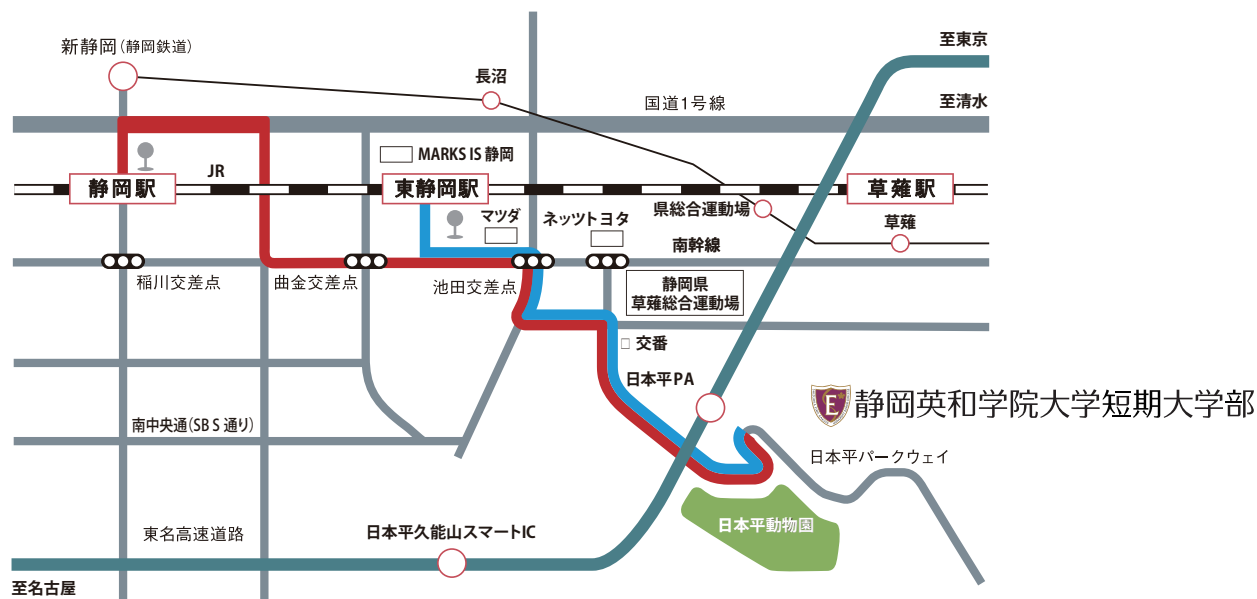 至東京
新静岡(静岡鉄道)
長沼
国道1号線
至清水
MARKS IS 静岡
JR
静岡駅
東静岡駅
草薙駅
マツダ
ネッツトヨタ
県総合運動場
草薙
南幹線
稲川交差点
曲金交差点
池田交差点
静岡県
草薙総合運動場
交番
日本平PA
E
静岡英和学院大学短期大学部
南中央通(SBS通り)
日本平パークウェイ
東名高速道路
日本平久能山スマートIC
日本平動物園
至名古屋